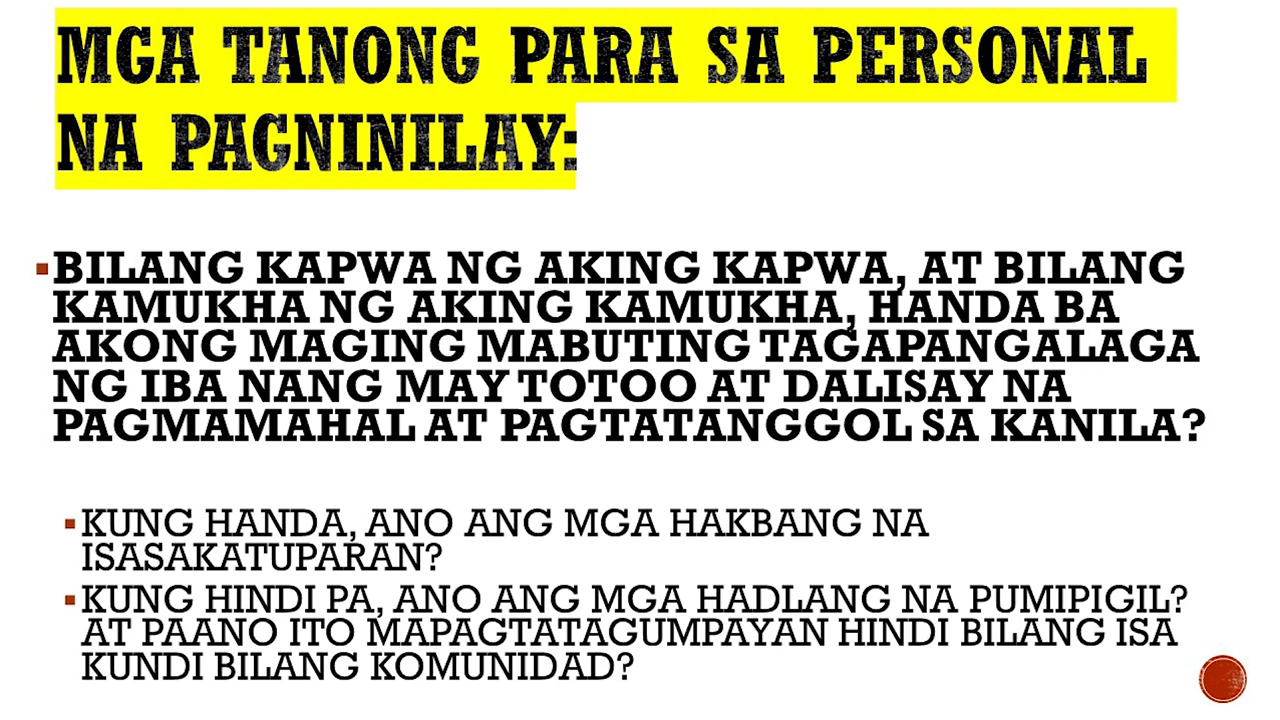 MGA TANONG PARA SA PERSONAL
NA PAGNINILAY:
BILANG KAPWA NG AKING KAPWA, AT BILANG
KAMUKHA NG AKING KAMUKHA, HANDA BA
AKONG MAGING MABUTING TAGAPANGALAGA
NG IBA NANG MAY TOTOO AT DALISAY NA
PAGMAMAHAL AT PAGTATANGGOL SA KANILA?
KUNG HANDA, ANO ANG MGA HAKBANG NA
ISASAKATUPARAN?
KUNG HINDI PA, ANO ANG MGA HADLANG NA PUMIPIGIL?
AT PAANO ITO MAPAGTATAGUMPAYAN HINDI BILANG ISA
KUNDI BILANG KOMUNIDAD?